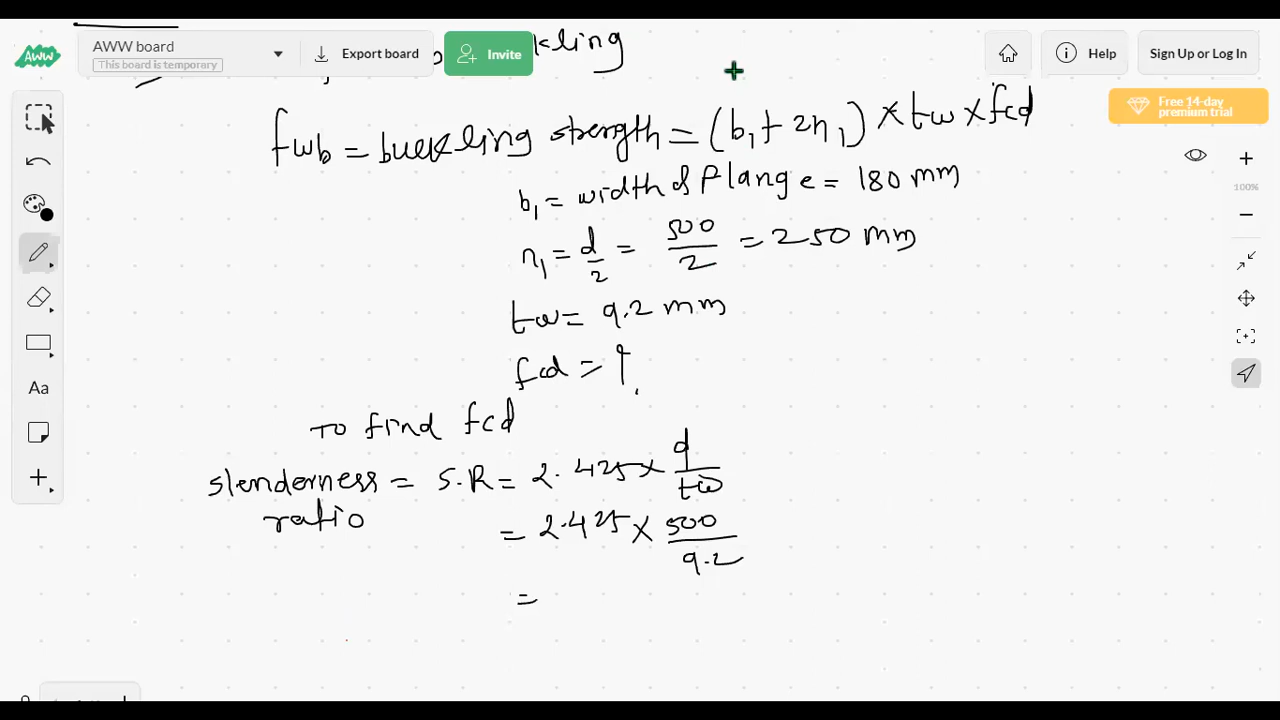 AWW board
This board is temporary
Export board
Invite
Help
Sign Up or Log In
Free 14-day
premium trial
AWW
kling
fwb = buckling strength = (b1 + 2n1) × tw × fcd
b1 = width of flange = 180 mm
n1 = d/2 = 500/2 = 250 mm
tw = 9.2 mm
fcd = ?
100%
Aa
To find fcd
slenderness ratio = S.R = 2.425 × d/tw
= 2.425 × 500/9.2
=